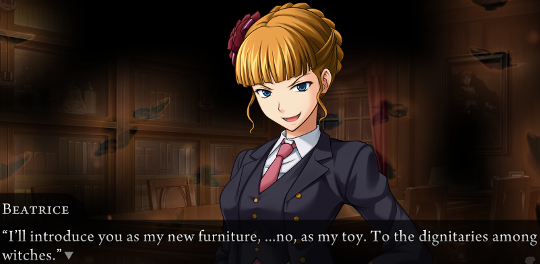 Beatrice
“I'll introduce you as my new furniture, ...no, as my toy. To the dignitaries among
witches.”